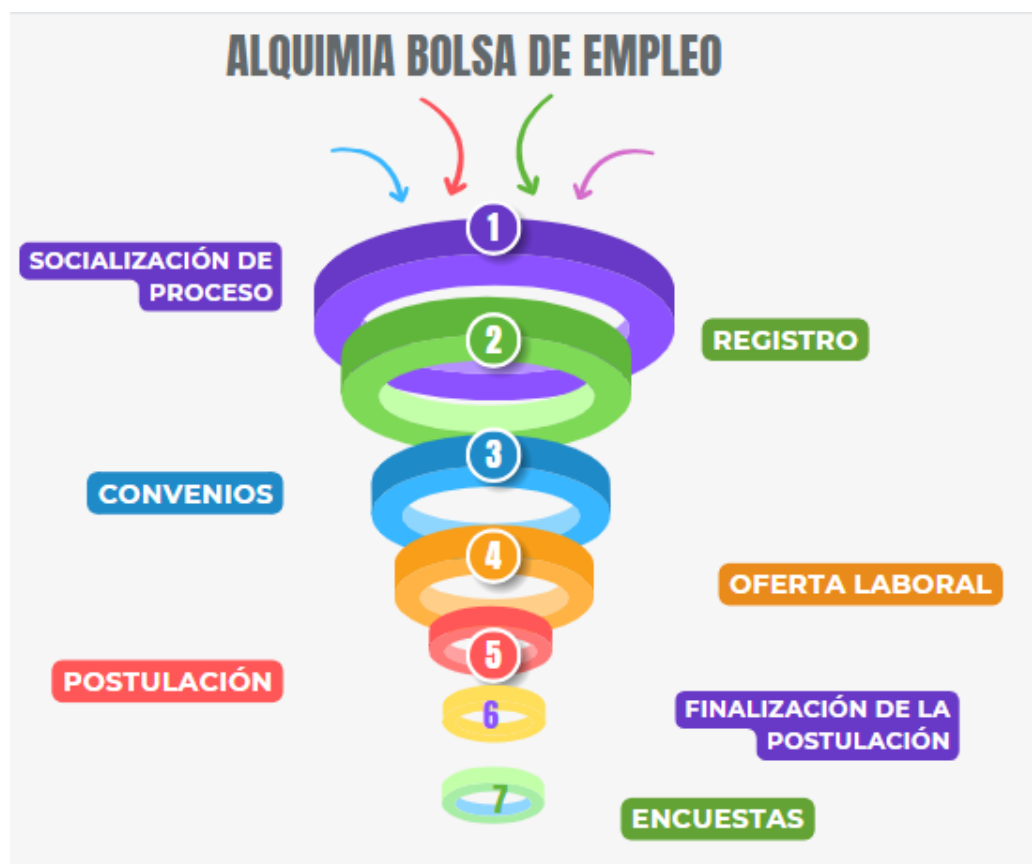 ALQUIMIA BOLSA DE EMPLEO
1
SOCIALIZACIÓN DE
PROCESO
2
REGISTRO
3
CONVENIOS
4
OFERTA LABORAL
5
POSTULACIÓN
6
FINALIZACIÓN DE LA
POSTULACIÓN
7
ENCUESTAS